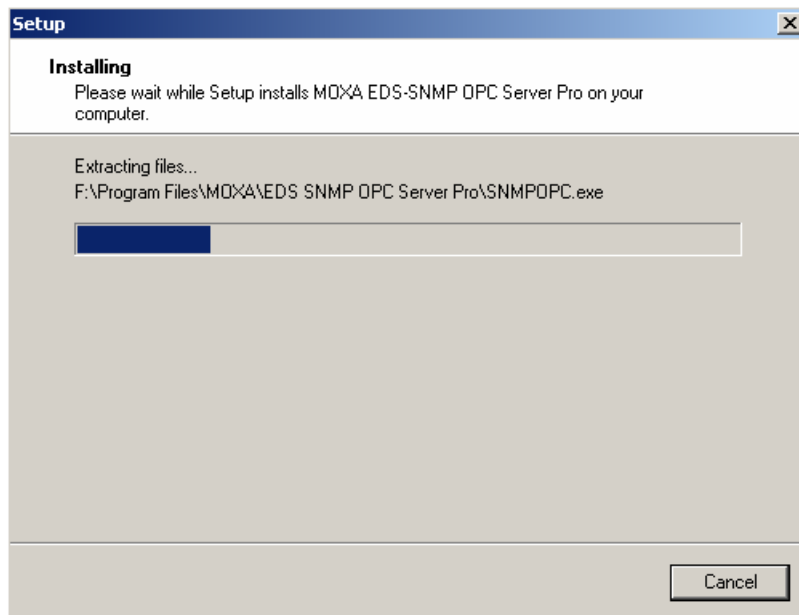 Setup
Installing
Please wait while Setup installs MOXA EDS-SNMP OPC Server Pro on your
computer.
Extracting files...
F:\Program Files\MOXA\EDS SNMP OPC Server Pro\SNMPOPC.exe
Cancel